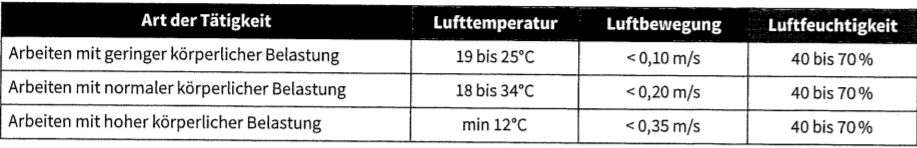 Art der Tätigkeit Lufttemperatur Luftbewegung Luftfeuchtigkeit
Arbeiten mit geringer körperlicher Belastung 19 bis 25°C < 0,10 m/s 40 bis 70 %
Arbeiten mit normaler körperlicher Belastung 18 bis 34°C < 0,20 m/s 40 bis 70 %
Arbeiten mit hoher körperlicher Belastung min 12°C < 0,35 m/s 40 bis 70 %